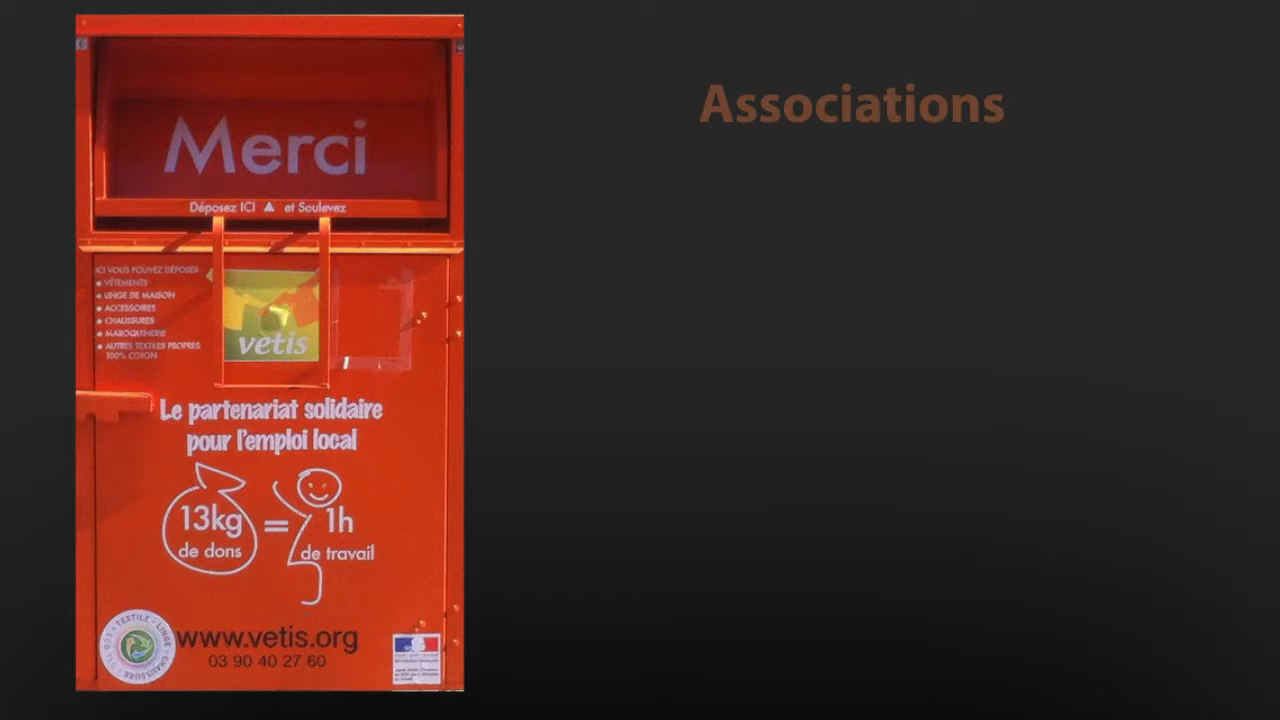 Associations
Merci
Déposez ICI ▲ et Soulevez
ICI VOUS POUVEZ DÉPOSER
● VÊTEMENTS
● LINGE DE MAISON
● ACCESSOIRES
● CHAUSSURES
● MAROQUINERIE
● AUTRES TEXTILES PROPRES
100% COTON
vetis
Le partenariat solidaire
pour l'emploi local
13kg = 1h
de dons de travail
TEXTILE - LINGE
CHAUSSURE
www.vetis.org
03 90 40 27 60